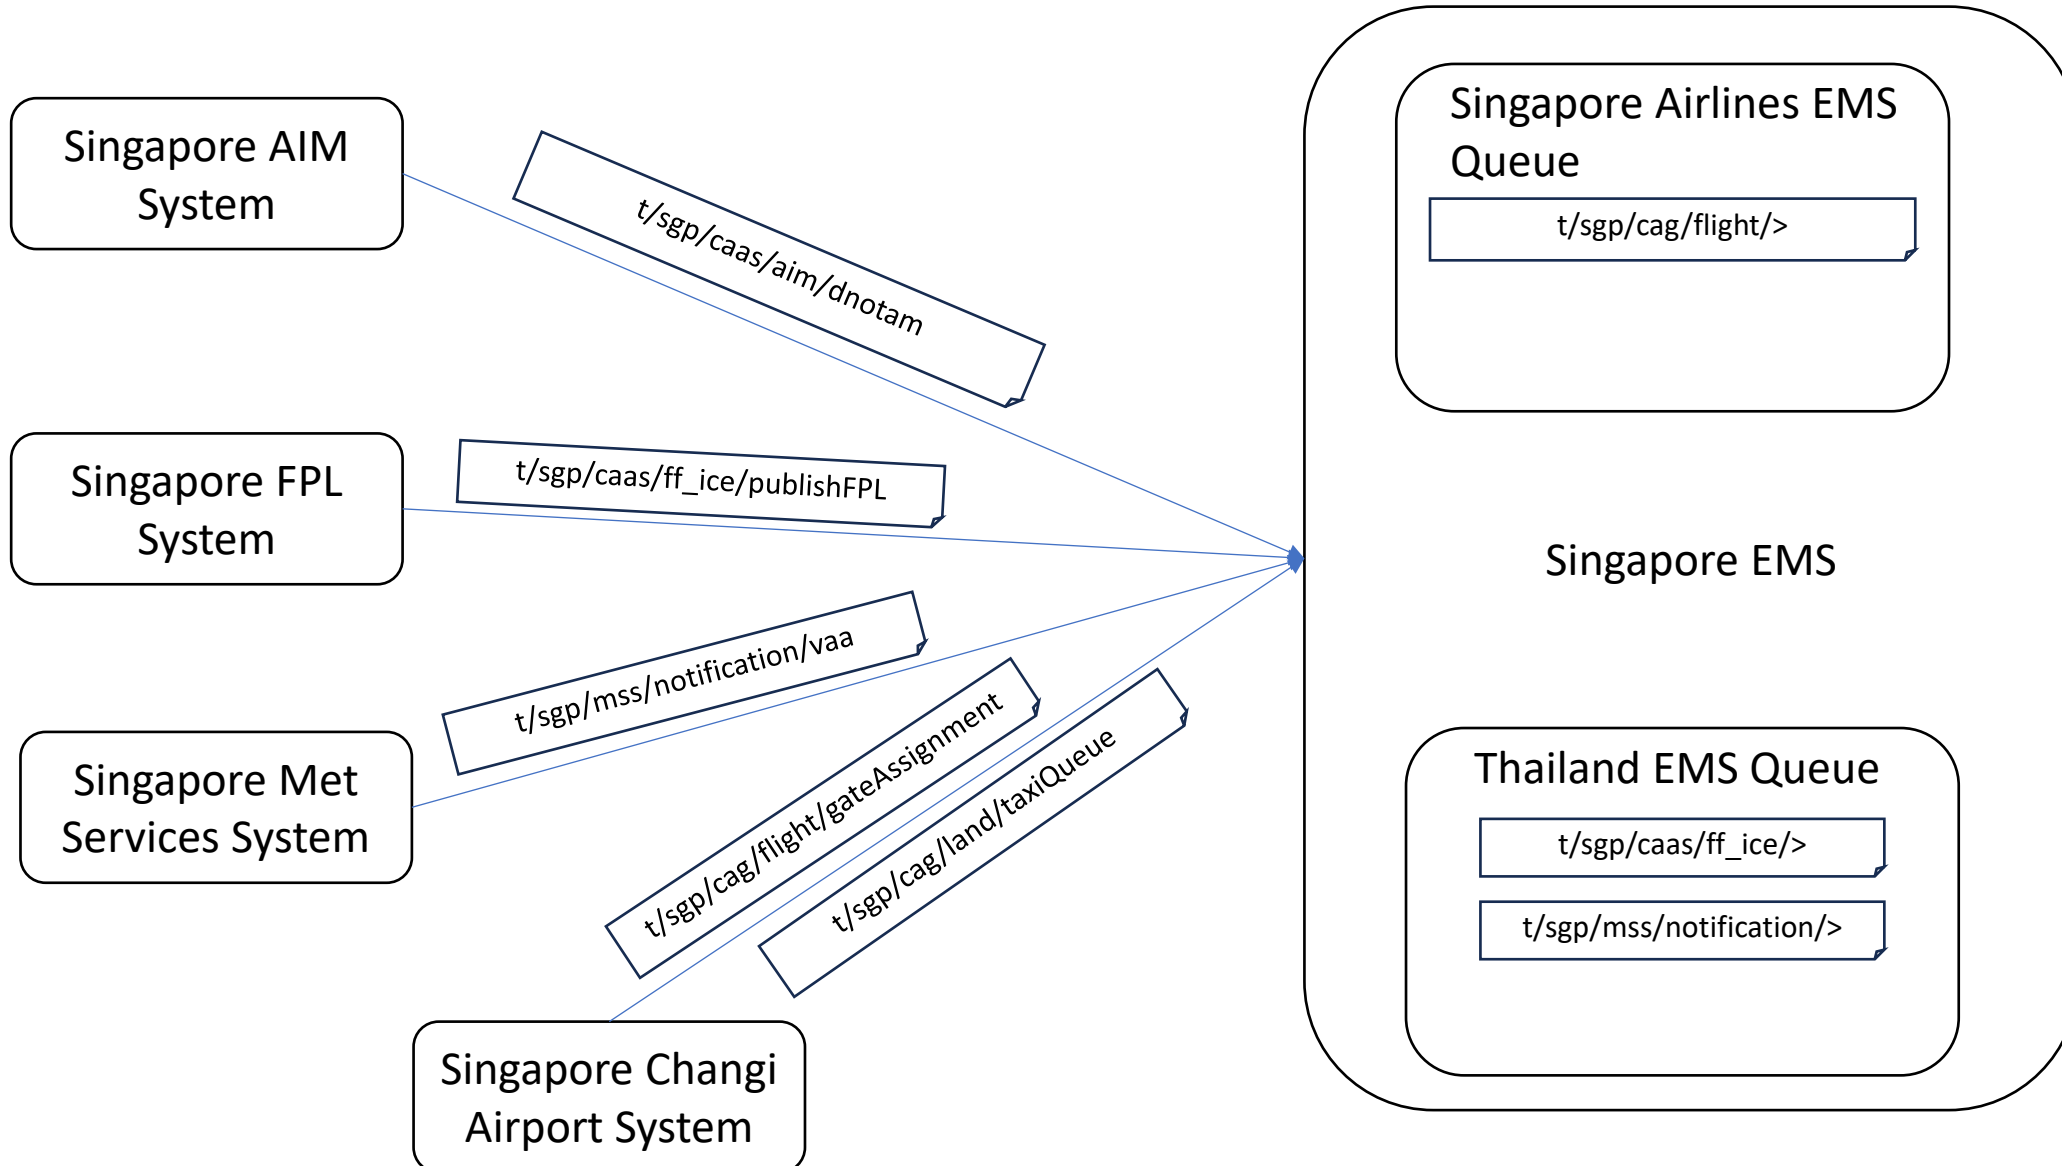 Singapore AIM
System
t/sgp/caas/aim/dnotam
Singapore FPL
System
t/sgp/caas/ff_ice/publishFPL
Singapore Met
Services System
t/sgp/mss/notification/vaa
Singapore Changi
Airport System
t/sgp/cag/flight/gateAssignment
t/sgp/cag/land/taxiQueue
Singapore Airlines EMS
Queue
t/sgp/cag/flight/>
Singapore EMS
Thailand EMS Queue
t/sgp/caas/ff_ice/>
t/sgp/mss/notification/>